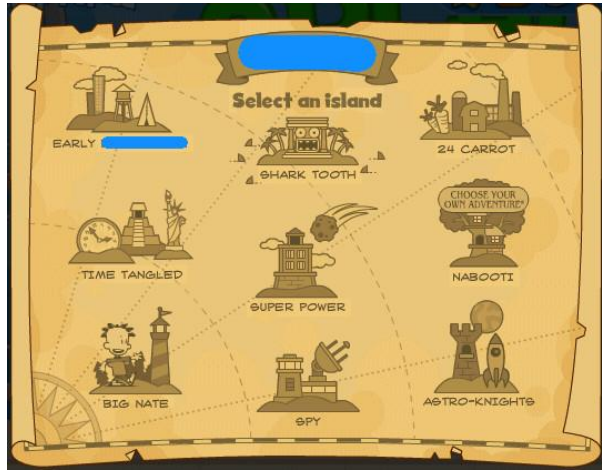 Select an island
EARLY
SHARK TOOTH
24 CARROT
TIME TANGLED
SUPER POWER
CHOOSE YOUR
OWN ADVENTURE®
NABOOTI
BIG NATE
SPY
ASTRO-KNIGHTS